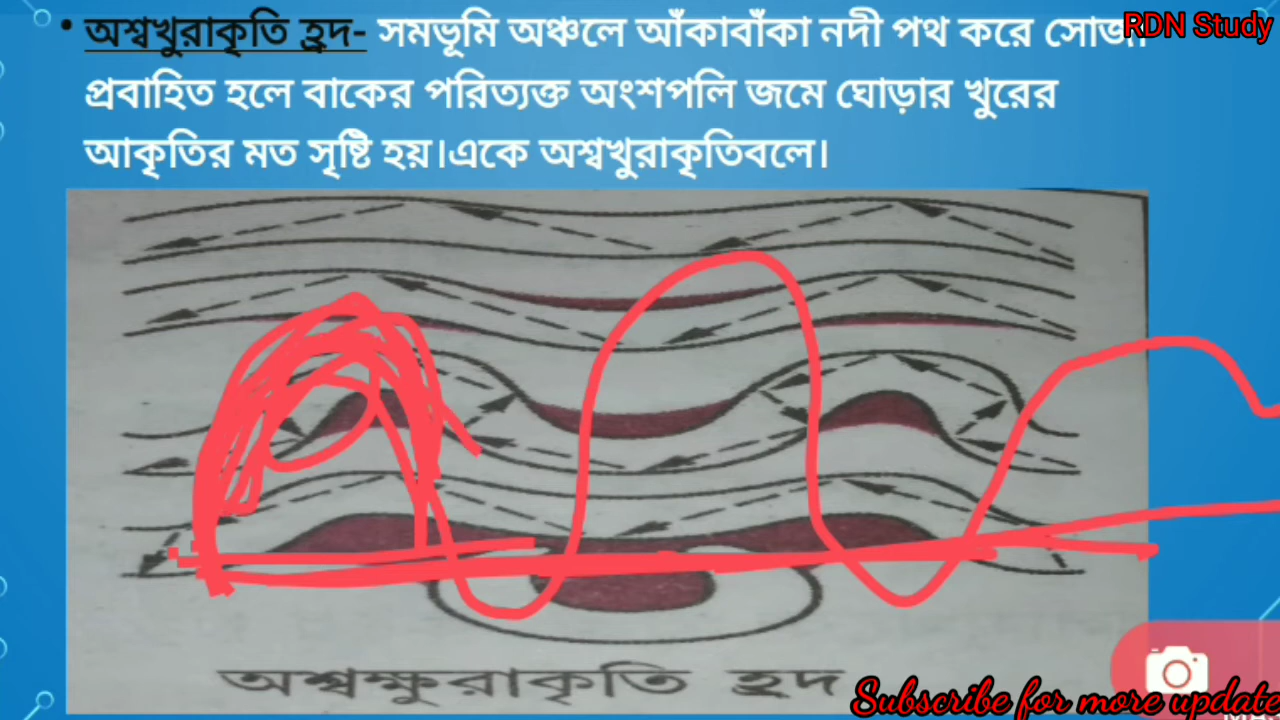 • অশ্বখুরাকৃতি হ্রদ- সমভূমি অঞ্চলে আঁকাবাঁকা নদী পথ করে সোজা
RDN Study
প্রবাহিত হলে বাকের পরিত্যক্ত অংশপলি জমে ঘোড়ার খুরের
আকৃতির মত সৃষ্টি হয়।একে অশ্বখুরাকৃতিবলে।
অশ্বক্ষুরাকৃতি হ্রদ
Subscribe for more update